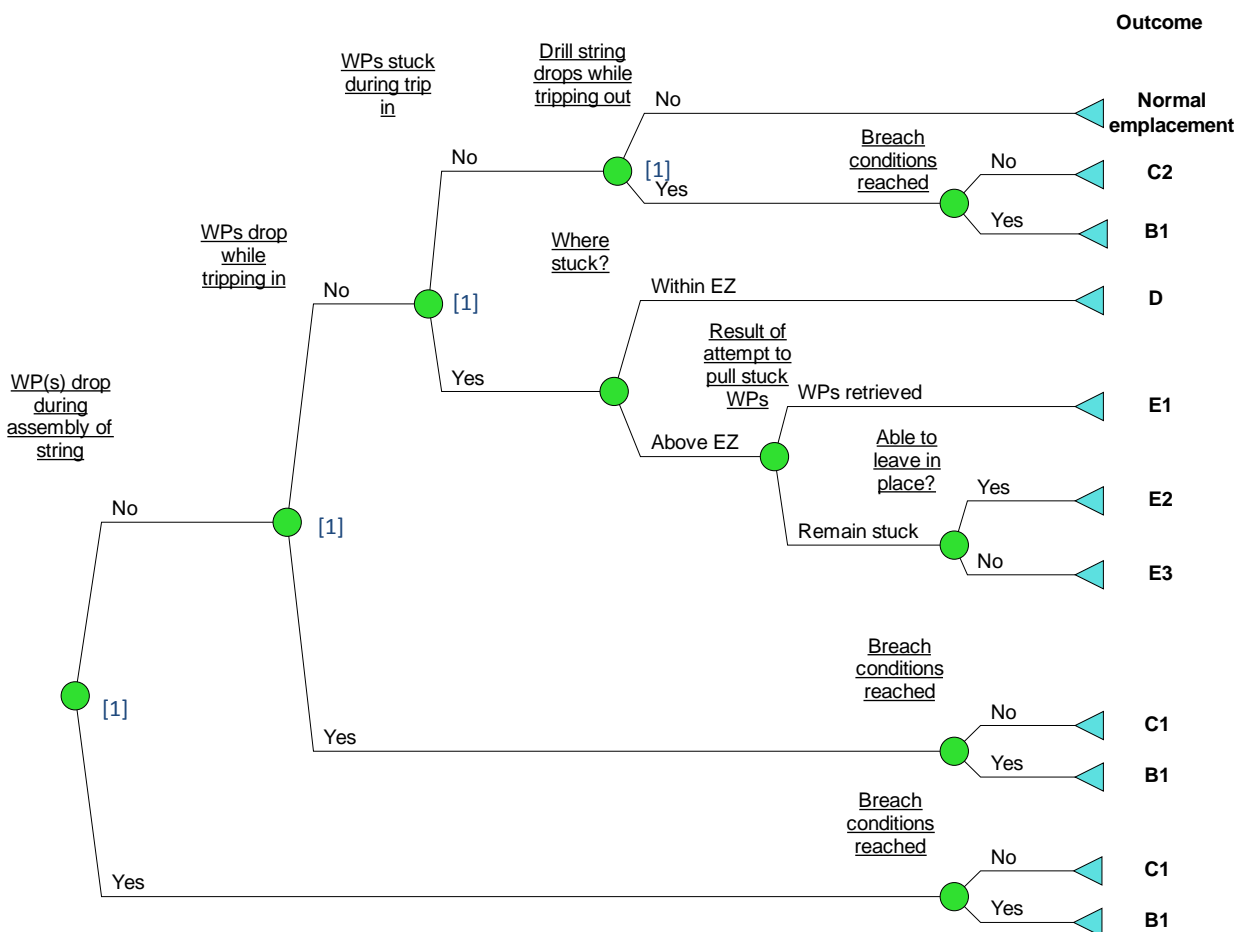 Outcome
WPs stuck
during trip
in
Drill string
drops while
tripping out
No
Normal
emplacement
Breach
conditions
reached
No
C2
No
[1]
Yes
Yes
B1
WPs drop
while
tripping in
Where
stuck?
No
[1]
Within EZ
D
Result of
attempt to
pull stuck
WPs
Yes
WPs retrieved
E1
WP(s) drop
during
assembly of
string
Above EZ
Able to
leave in
place?
Yes
E2
No
[1]
Remain stuck
No
E3
Breach
conditions
reached
[1]
No
C1
Yes
Yes
B1
Breach
conditions
reached
No
C1
Yes
Yes
B1